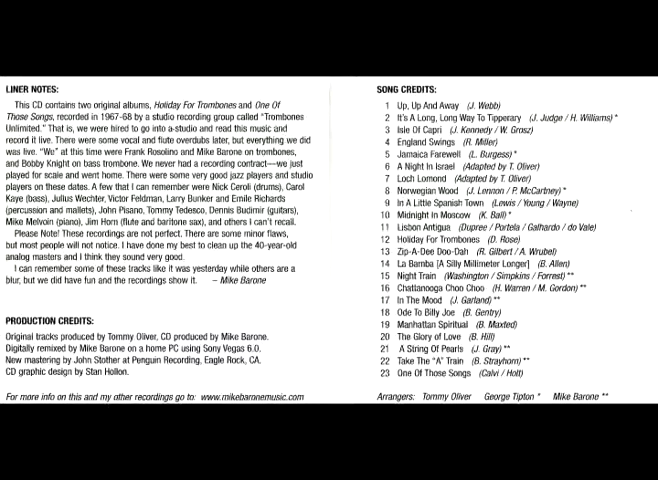 LINER NOTES:
This CD contains two original albums, Holiday For Trombones and One Of
Those Songs, recorded in 1967-68 by a studio recording group called "Trombones
Unlimited." That is, we were hired to go into a-studio and read this music and
record it live. There were some vocal and flute overdubs later, but everything we did
was live. "We" at this time were Frank Rosolino and Mike Barone on trombones,
and Bobby Knight on bass trombone. We never had a recording contract—we just
played for scale and went home. There were some very good jazz players and studio
players on these dates. A few that I can remember were Nick Ceroli (drums), Carol
Kaye (bass), Julius Wechter, Victor Feldman, Larry Bunker and Emile Richards
(percussion and mallets), John Pisano, Tommy Tedesco, Dennis Budimir (guitars),
Mike Melvoin (piano), Jim Horn (flute and baritone sax), and others I can't recall.
Please Note! These recordings are not perfect. There are some minor flaws,
but most people will not notice. I have done my best to clean up the 40-year-old
analog masters and I think they sound very good.
I can remember some of these tracks like it was yesterday while others are a
blur, but we did have fun and the recordings show it. – Mike Barone
PRODUCTION CREDITS:
Original tracks produced by Tommy Oliver, CD produced by Mike Barone.
Digitally remixed by Mike Barone on a home PC using Sony Vegas 6.0.
New mastering by John Stother at Penguin Recording, Eagle Rock, CA.
CD graphic design by Stan Hollon.
For more info on this and my other recordings go to: www.mikebaronemusic.com
SONG CREDITS:
1 Up, Up And Away (J. Webb)
2 It's A Long, Long Way To Tipperary (J. Judge / H. Williams) *
3 Isle Of Capri (J. Kennedy / W. Grosz)
4 England Swings (R. Miller)
5 Jamaica Farewell (L. Burgess) *
6 A Night In Israel (Adapted by T. Oliver)
7 Loch Lomond (Adapted by T. Oliver)
8 Norwegian Wood (J. Lennon / P. McCartney) *
9 In A Little Spanish Town (Lewis / Young / Wayne)
10 Midnight In Moscow (K. Ball) *
11 Lisbon Antigua (Dupree / Portela / Galhardo / do Vale)
12 Holiday For Trombones (D. Rose)
13 Zip-A-Dee Doo-Dah (R. Gilbert / A. Wrubel)
14 La Bamba [A Silly Millimeter Longer] (B. Allen)
15 Night Train (Washington / Simpkins / Forrest) **
16 Chattanooga Choo Choo (H. Warren / M. Gordon) **
17 In The Mood (J. Garland) **
18 Ode To Billy Joe (B. Gentry)
19 Manhattan Spiritual (B. Maxted)
20 The Glory of Love (B. Hill)
21 A String Of Pearls (J. Gray) **
22 Take The "A" Train (B. Strayhorn) **
23 One Of Those Songs (Calvi / Holt)
Arrangers: Tommy Oliver George Tipton * Mike Barone **